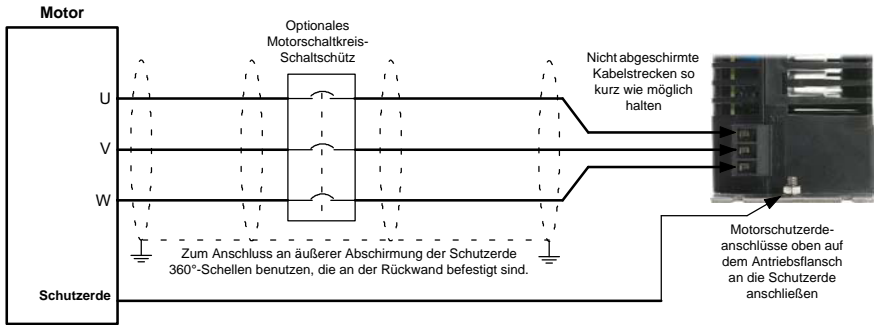 Motor
Optionales
Motorschaltkreis-
Schaltschütz
Nicht abgeschirmte
Kabelstrecken so
kurz wie möglich
halten
U
V
W
Zum Anschluss an äußerer Abschirmung der Schutzerde
360°-Schellen benutzen, die an der Rückwand befestigt sind.
Motorschutzerde-
anschlüsse oben auf
dem Antriebsflansch
an die Schutzerde
anschließen
Schutzerde